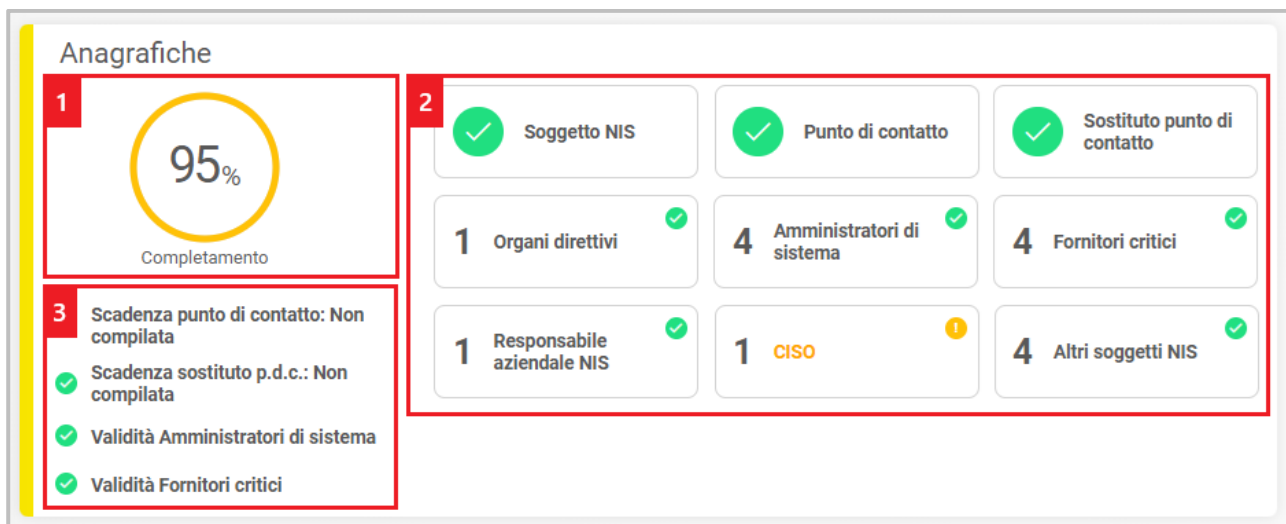 Anagrafiche
1
95%
Completamento
2
Soggetto NIS
Punto di contatto
Sostituto punto di
contatto
1 Organi direttivi
4 Amministratori di
sistema
4 Fornitori critici
1 Responsabile
aziendale NIS
1 CISO
!
4 Altri soggetti NIS
3
Scadenza punto di contatto: Non
compilata
Scadenza sostituto p.d.c.: Non
compilata
Validità Amministratori di sistema
Validità Fornitori critici